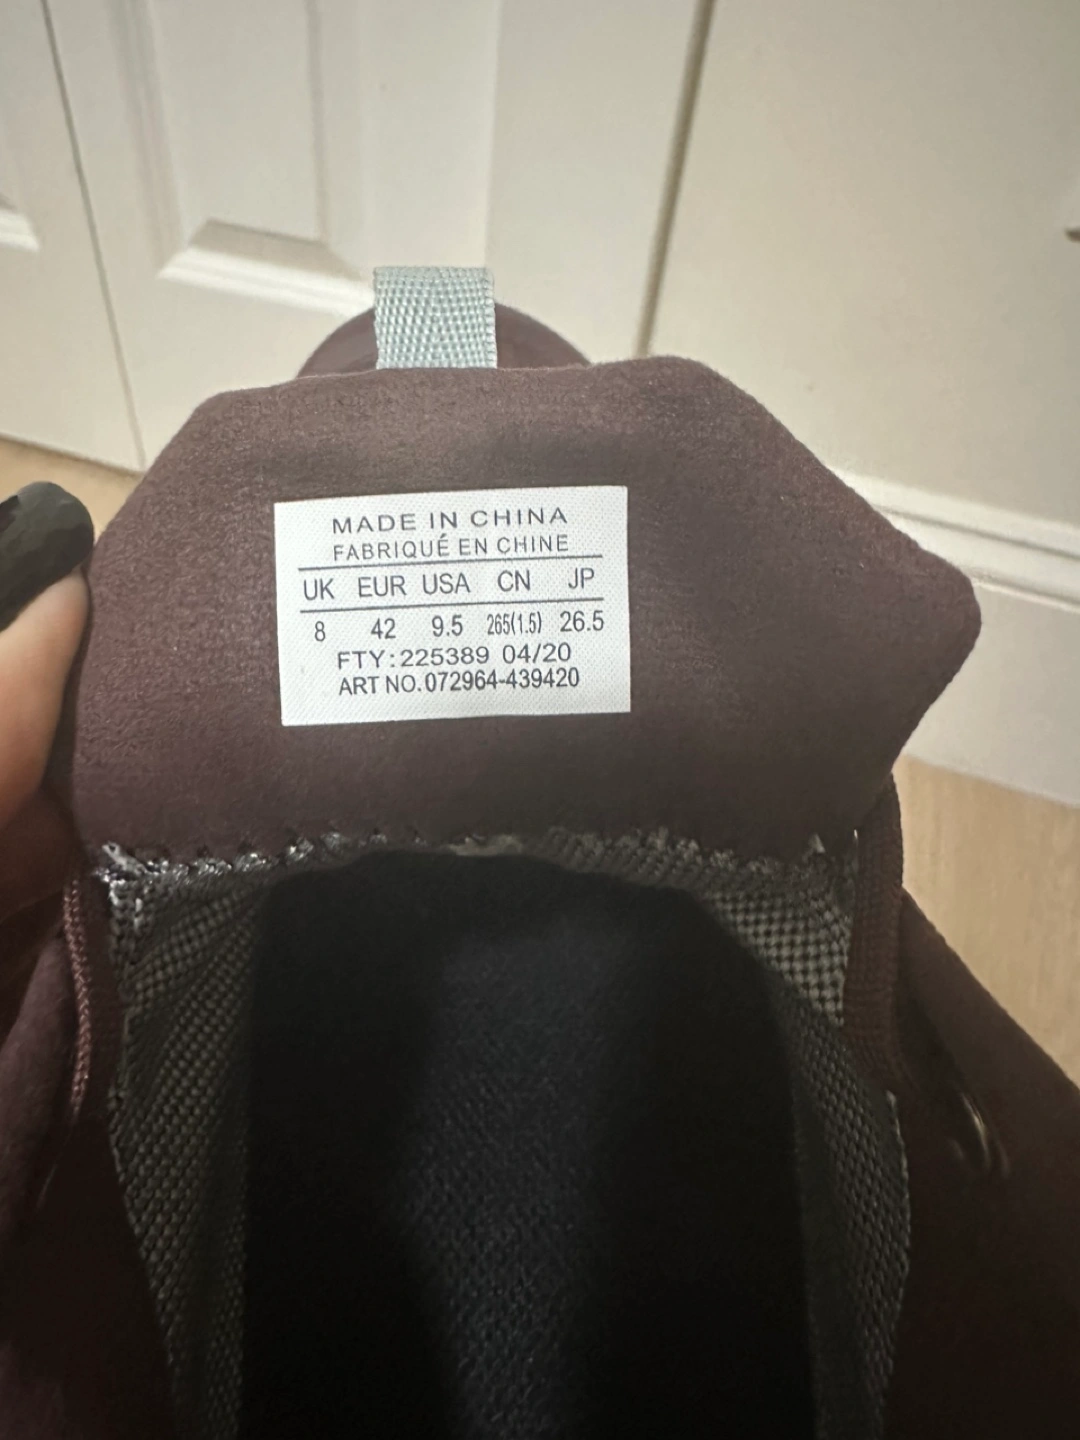 MADE IN CHINA
FABRIQUÉ EN CHINE
UK EUR USA CN JP
8 42 9.5 265(1.5) 26.5
FTY:225389 04/20
ART NO.072964-439420